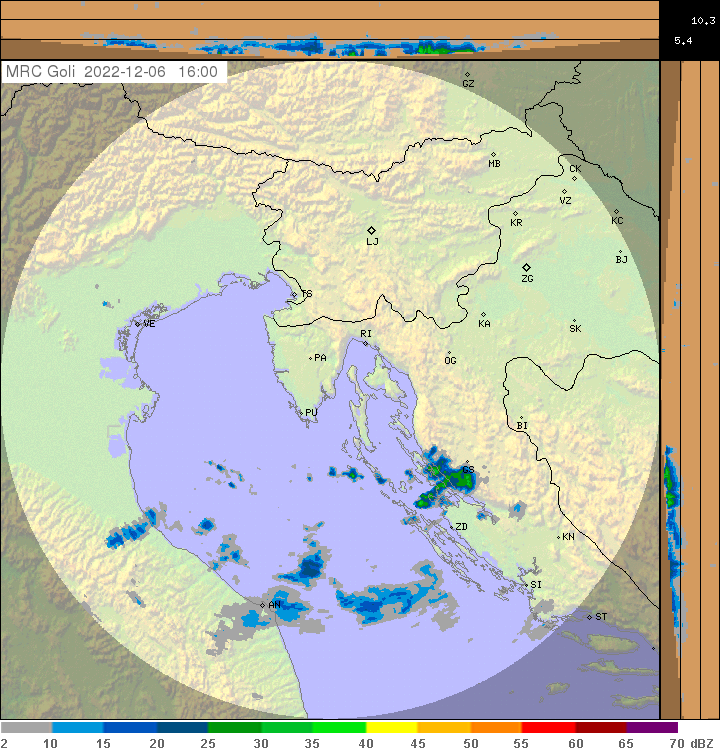 10.3
5.4
MRC Goli 2022-12-06 16:00
GZ
MB
CK
VZ
KR
KC
LJ
BJ
ZG
TS
VE
KA
SK
RI
PA
OG
PU
BI
GS
ZD
KN
SI
AN
ST
2 10 15 20 25 30 35 40 45 50 55 60 65 70 dBZ